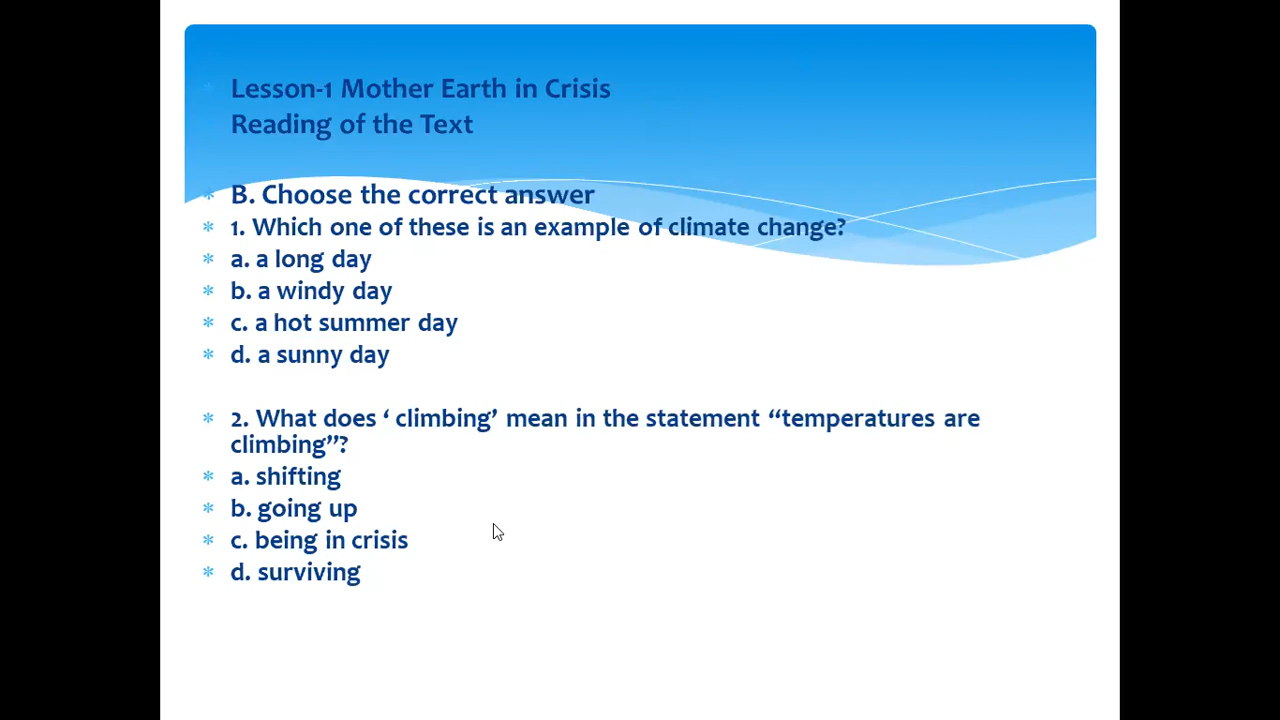 Lesson-1 Mother Earth in Crisis
Reading of the Text
B. Choose the correct answer
1. Which one of these is an example of climate change?
a. a long day
b. a windy day
c. a hot summer day
d. a sunny day
2. What does ‘ climbing’ mean in the statement “temperatures are
climbing”?
a. shifting
b. going up
c. being in crisis
d. surviving